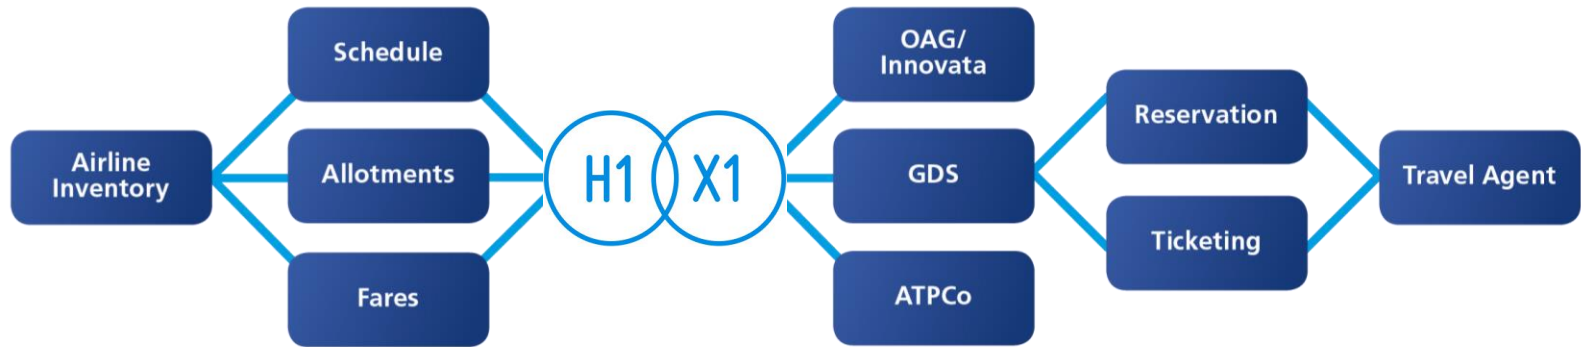 Airline
Inventory
Schedule
Allotments
Fares
H1
X1
OAG/
Innovata
GDS
ATPCo
Reservation
Ticketing
Travel Agent